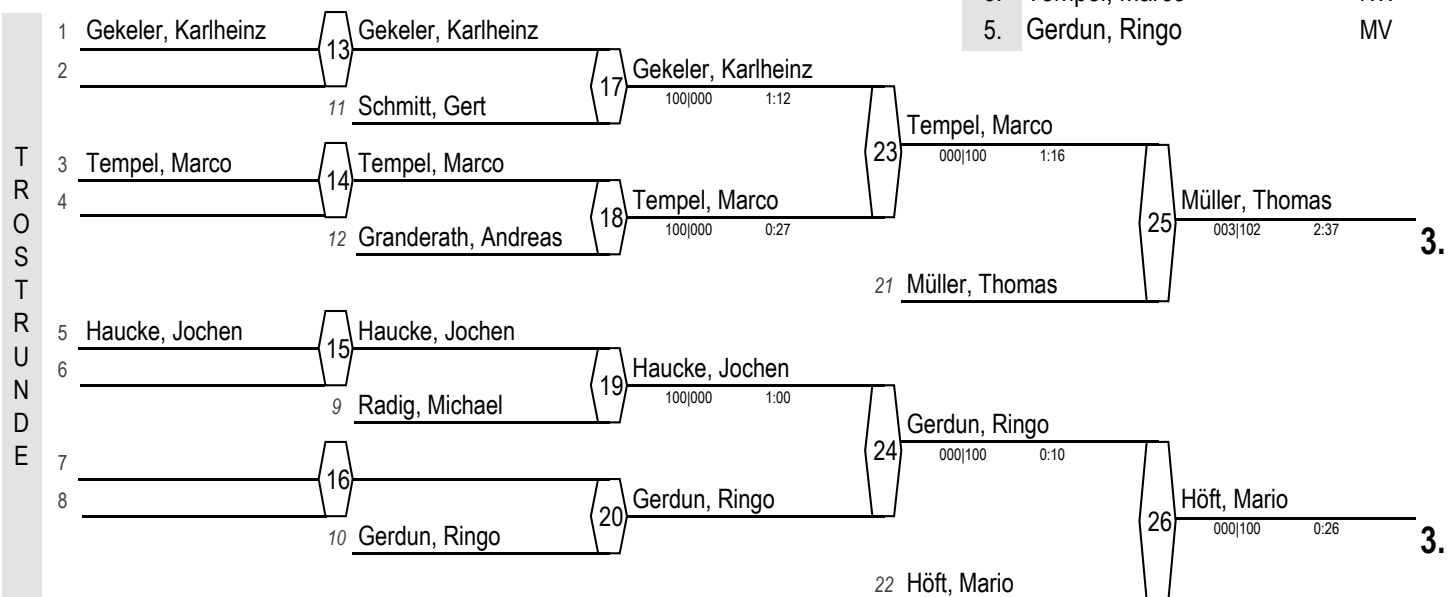 5. Gerdun, Ringo MV
TROSTRUNDE
1 Gekeler, Karlheinz
2
13
Gekeler, Karlheinz
11 Schmitt, Gert
17
Gekeler, Karlheinz
100|000 1:12
3 Tempel, Marco
4
14
Tempel, Marco
12 Granderath, Andreas
18
Tempel, Marco
100|000 0:27
23
Tempel, Marco
000|100 1:16
21 Müller, Thomas
25
Müller, Thomas
003|102 2:37
3.
5 Haucke, Jochen
6
15
Haucke, Jochen
9 Radig, Michael
19
Haucke, Jochen
100|000 1:00
7
8
16
10 Gerdun, Ringo
20
Gerdun, Ringo
24
Gerdun, Ringo
000|100 0:10
22 Höft, Mario
26
Höft, Mario
000|100 0:26
3.